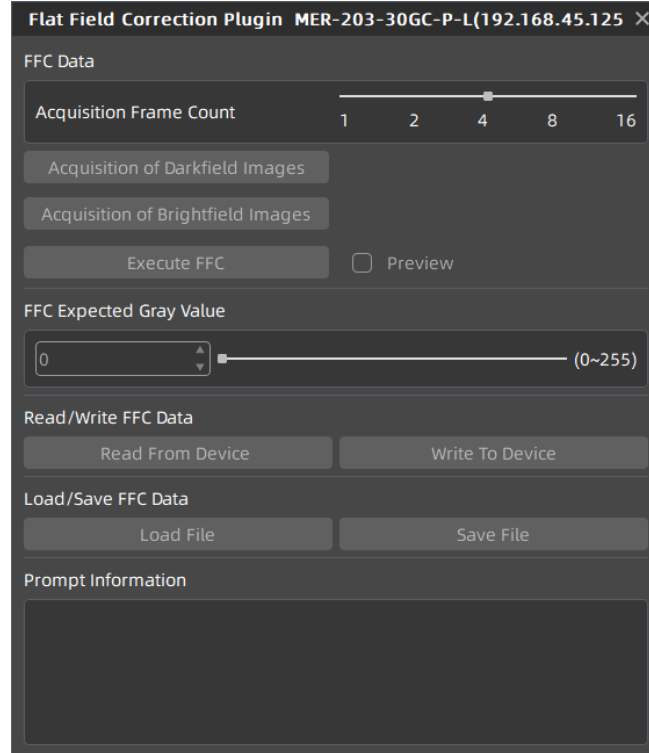 Flat Field Correction Plugin MER-203-30GC-P-L(192.168.45.125 ×
FFC Data
Acquisition Frame Count
1 2 4 8 16
Acquisition of Darkfield Images
Acquisition of Brightfield Images
Execute FFC Preview
FFC Expected Gray Value
0 (0~255)
Read/Write FFC Data
Read From Device Write To Device
Load/Save FFC Data
Load File Save File
Prompt Information